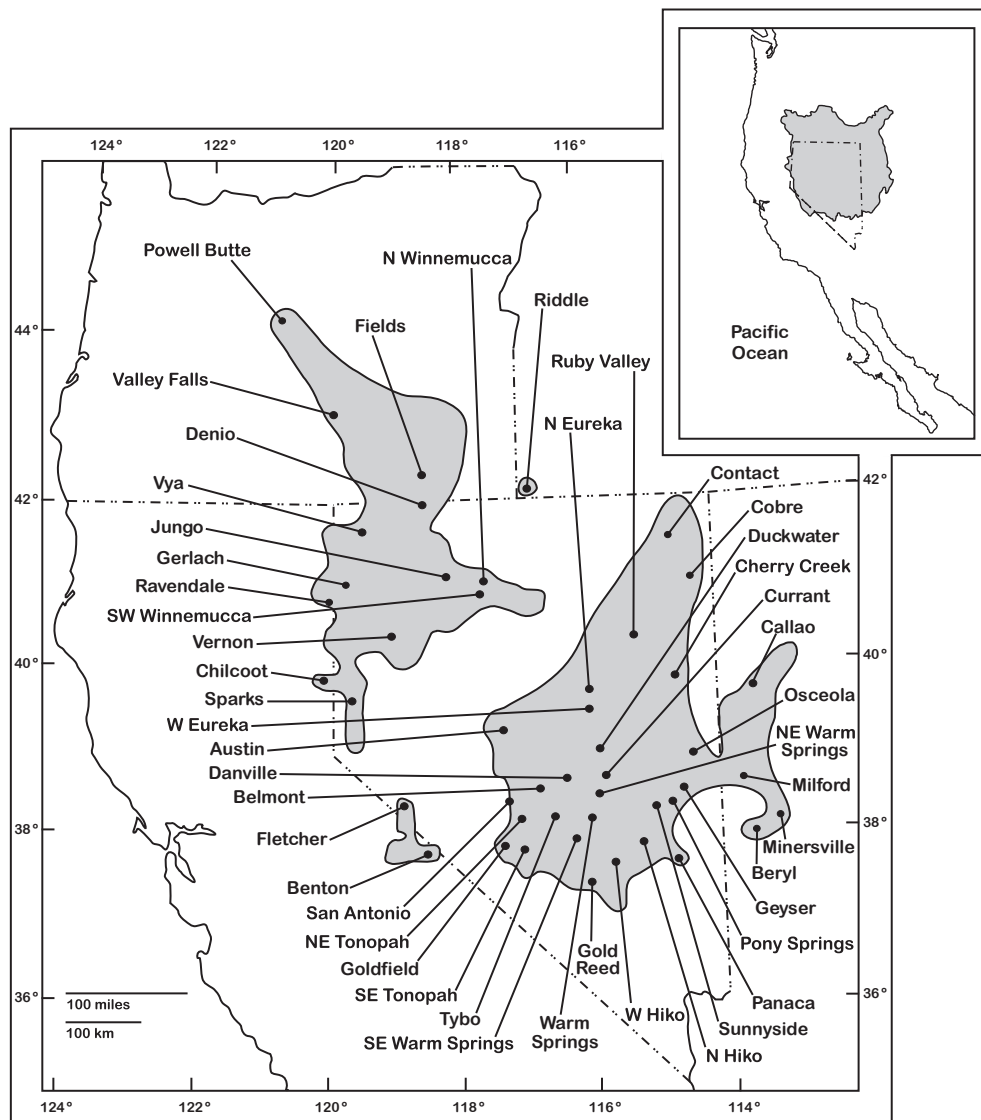 124°
122°
120°
118°
116°
Pacific
Ocean
Powell Butte
N Winnemucca
Riddle
Fields
Ruby Valley
44°
Valley Falls
N Eureka
Denio
Contact
42°
42°
Vya
Cobre
Jungo
Duckwater
Gerlach
Cherry Creek
Ravendale
Currant
SW Winnemucca
Callao
Vernon
40°
40°
Chilcoot
Osceola
Sparks
W Eureka
NE Warm
Springs
Austin
Danville
Milford
Belmont
38°
38°
Fletcher
Minersville
Beryl
Benton
Geyser
San Antonio
NE Tonopah
Pony Springs
Goldfield
Gold
Reed
SE Tonopah
Panaca
36°
36°
100 miles
Tybo
W Hiko
Sunnyside
100 km
SE Warm Springs
Warm
Springs
N Hiko
124°
122°
120°
118°
116°
114°